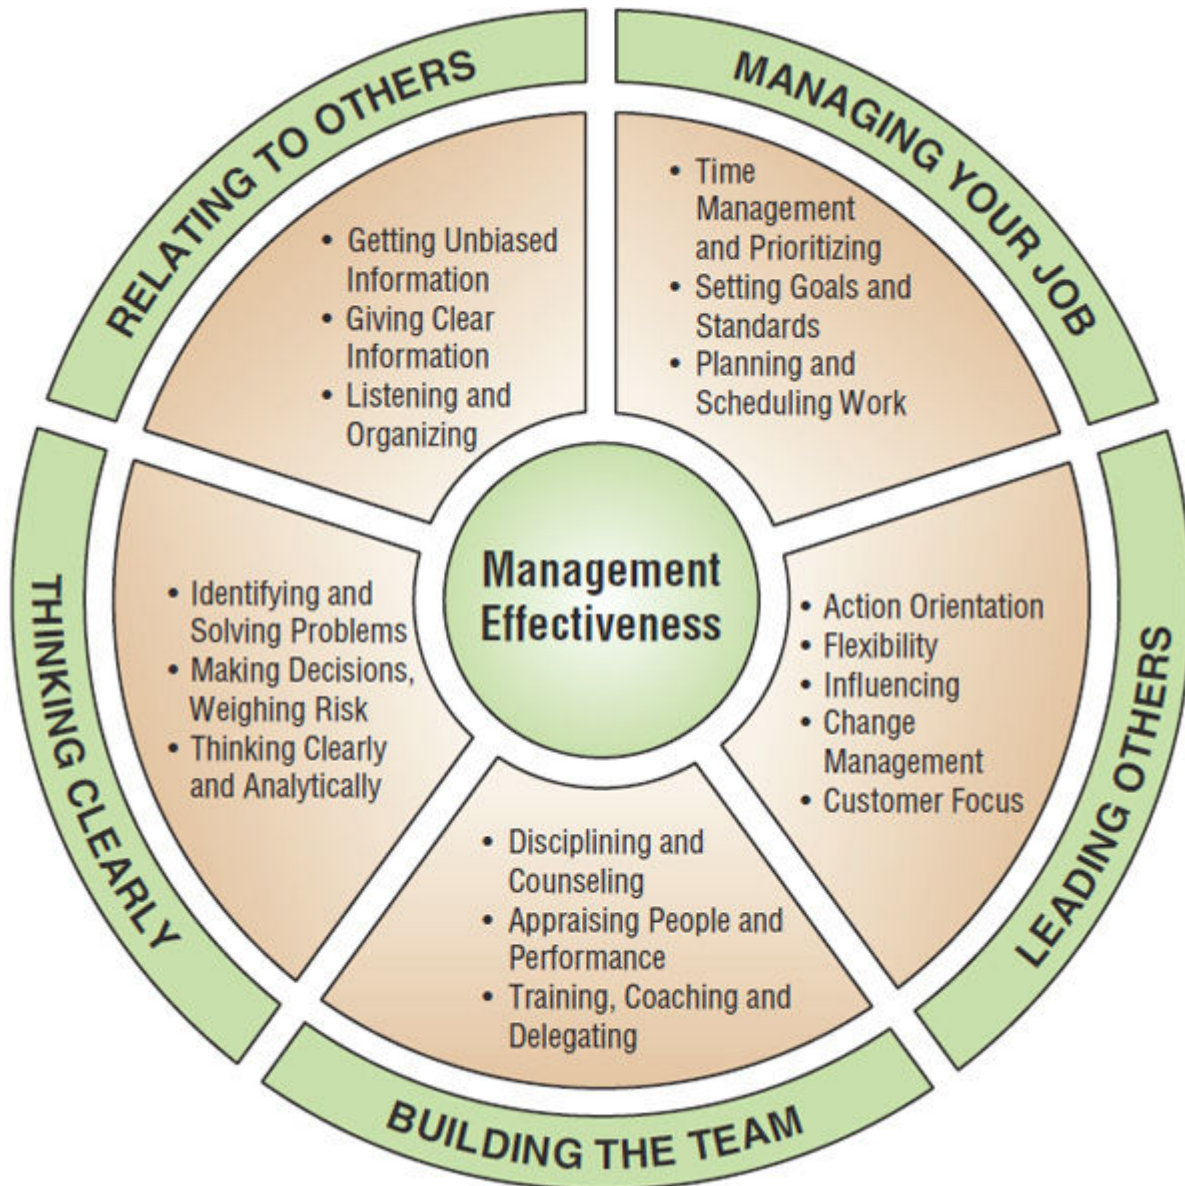 RELATING TO OTHERS
• Getting Unbiased
Information
• Giving Clear
Information
• Listening and
Organizing
MANAGING YOUR JOB
• Time
Management
and Prioritizing
• Setting Goals and
Standards
• Planning and
Scheduling Work
LEADING OTHERS
• Action Orientation
• Flexibility
• Influencing
• Change
Management
• Customer Focus
BUILDING THE TEAM
• Disciplining and
Counseling
• Appraising People and
Performance
• Training, Coaching and
Delegating
THINKING CLEARLY
• Identifying and
Solving Problems
• Making Decisions,
Weighing Risk
• Thinking Clearly
and Analytically
Management
Effectiveness